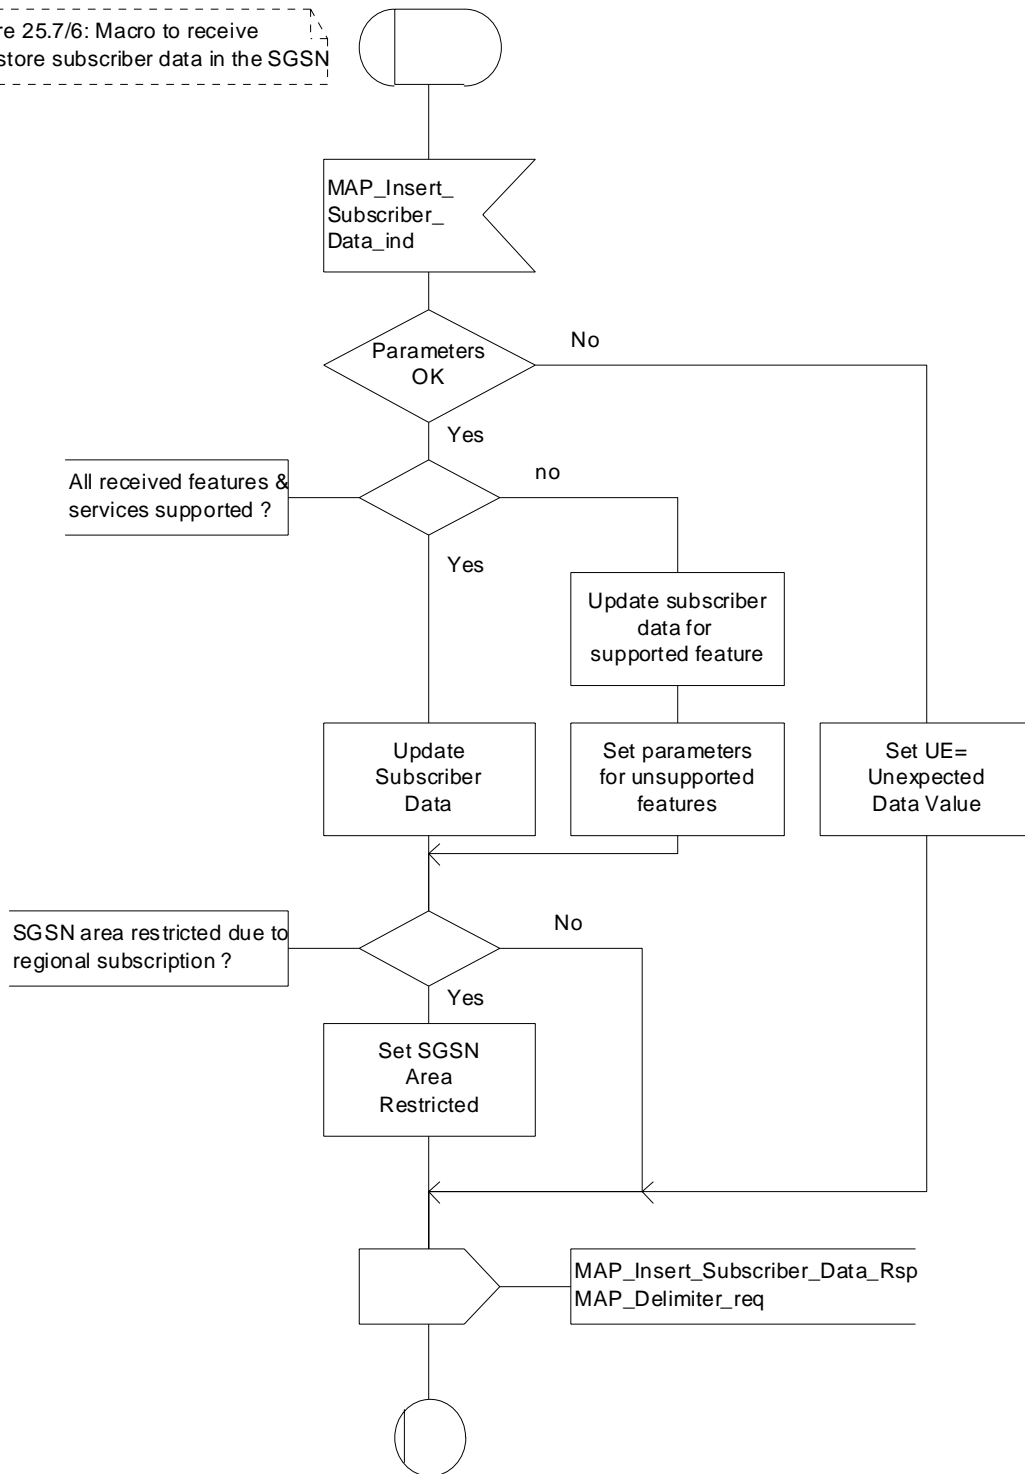 re 25.7/6: Macro to receive
store subscriber data in the SGSN
MAP_Insert_
Subscriber_
Data_ind
Parameters
OK
No
Yes
All received features &
services supported ?
no
Yes
Update subscriber
data for
supported feature
Update
Subscriber
Data
Set parameters
for unsupported
features
Set UE=
Unexpected
Data Value
SGSN area restricted due to
regional subscription ?
No
Yes
Set SGSN
Area
Restricted
MAP_Insert_Subscriber_Data_Rsp
MAP_Delimiter_req